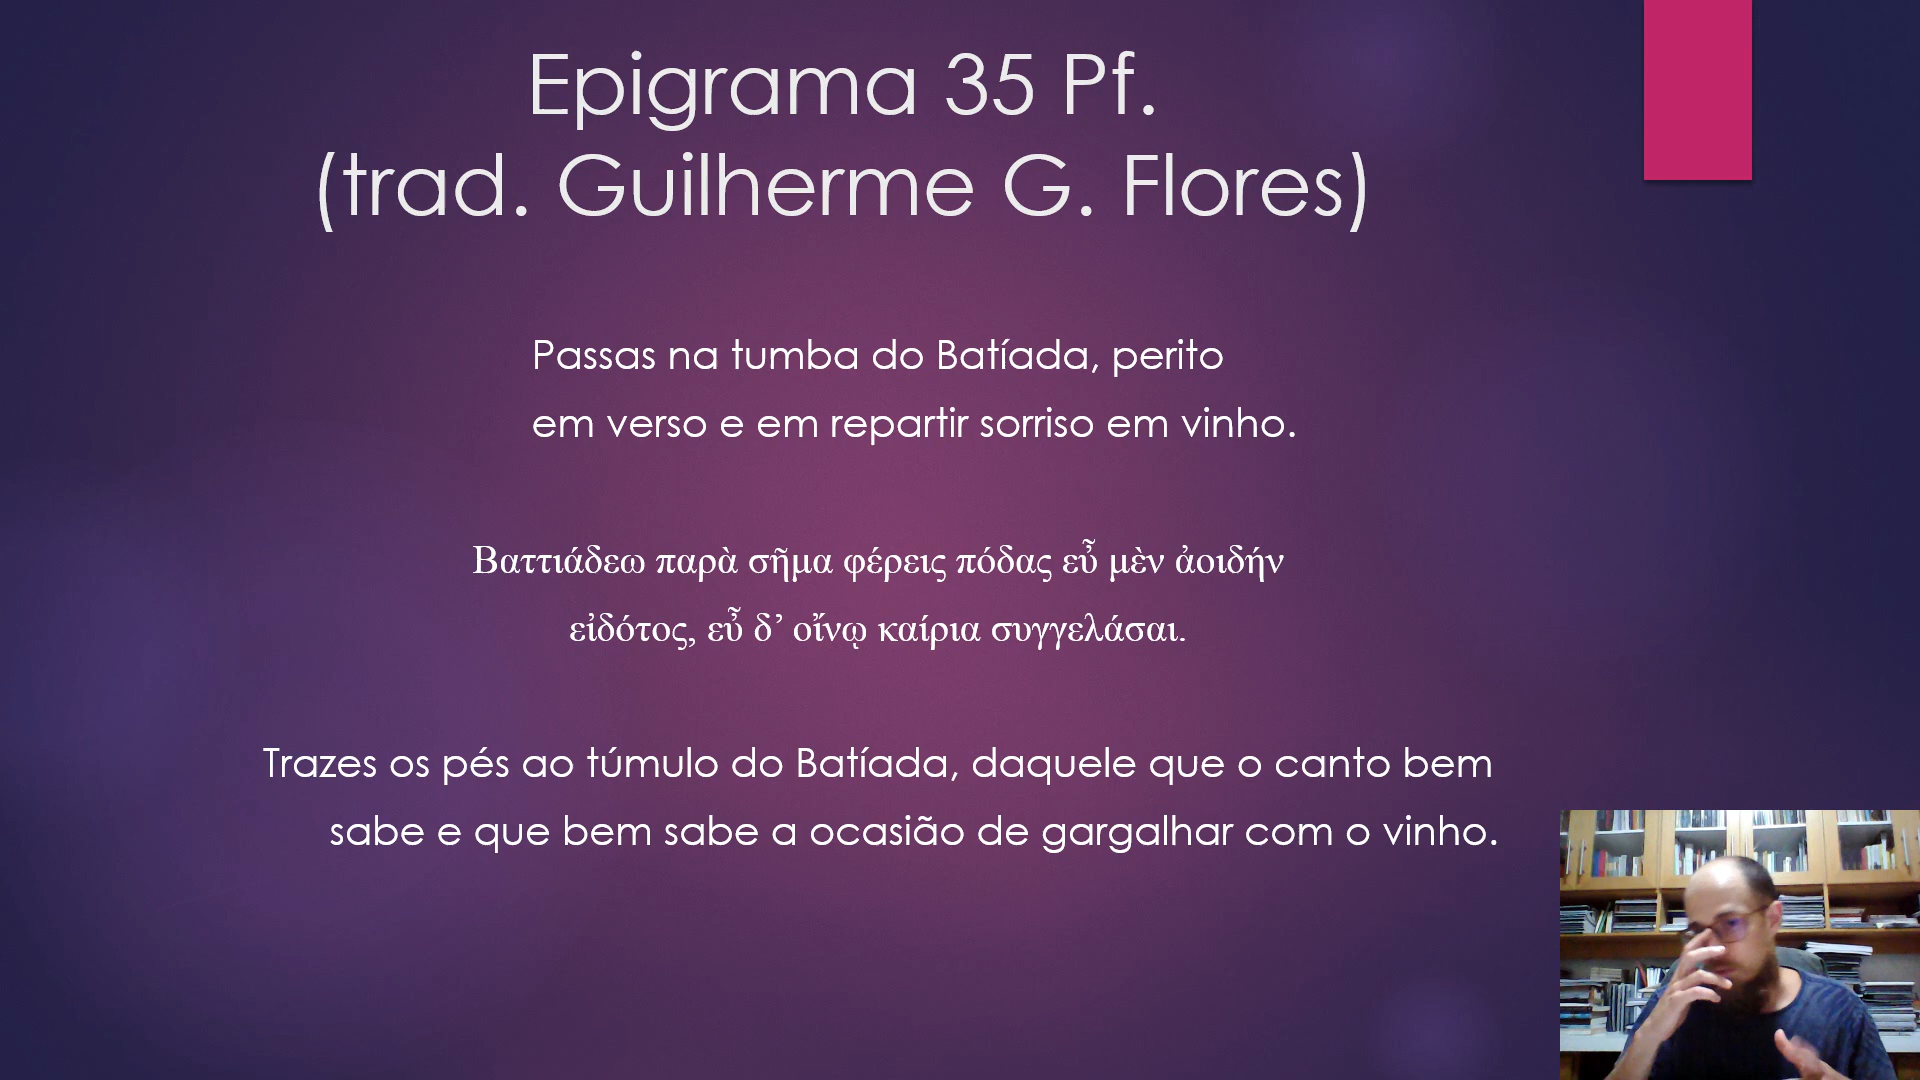 Epigrama 35 Pf.
(trad. Guilherme G. Flores)
Passas na tumba do Batíada, perito
em verso e em repartir sorriso em vinho.
Βαττιάδεω παρὰ σῆμα φέρεις πόδας εὖ μὲν ἀοιδήν
εἰδότος, εὖ δ’ οἴνῳ καίρια συγγελάσαι.
Trazes os pés ao túmulo do Batíada, daquele que o canto bem
sabe e que bem sabe a ocasião de gargalhar com o vinho.